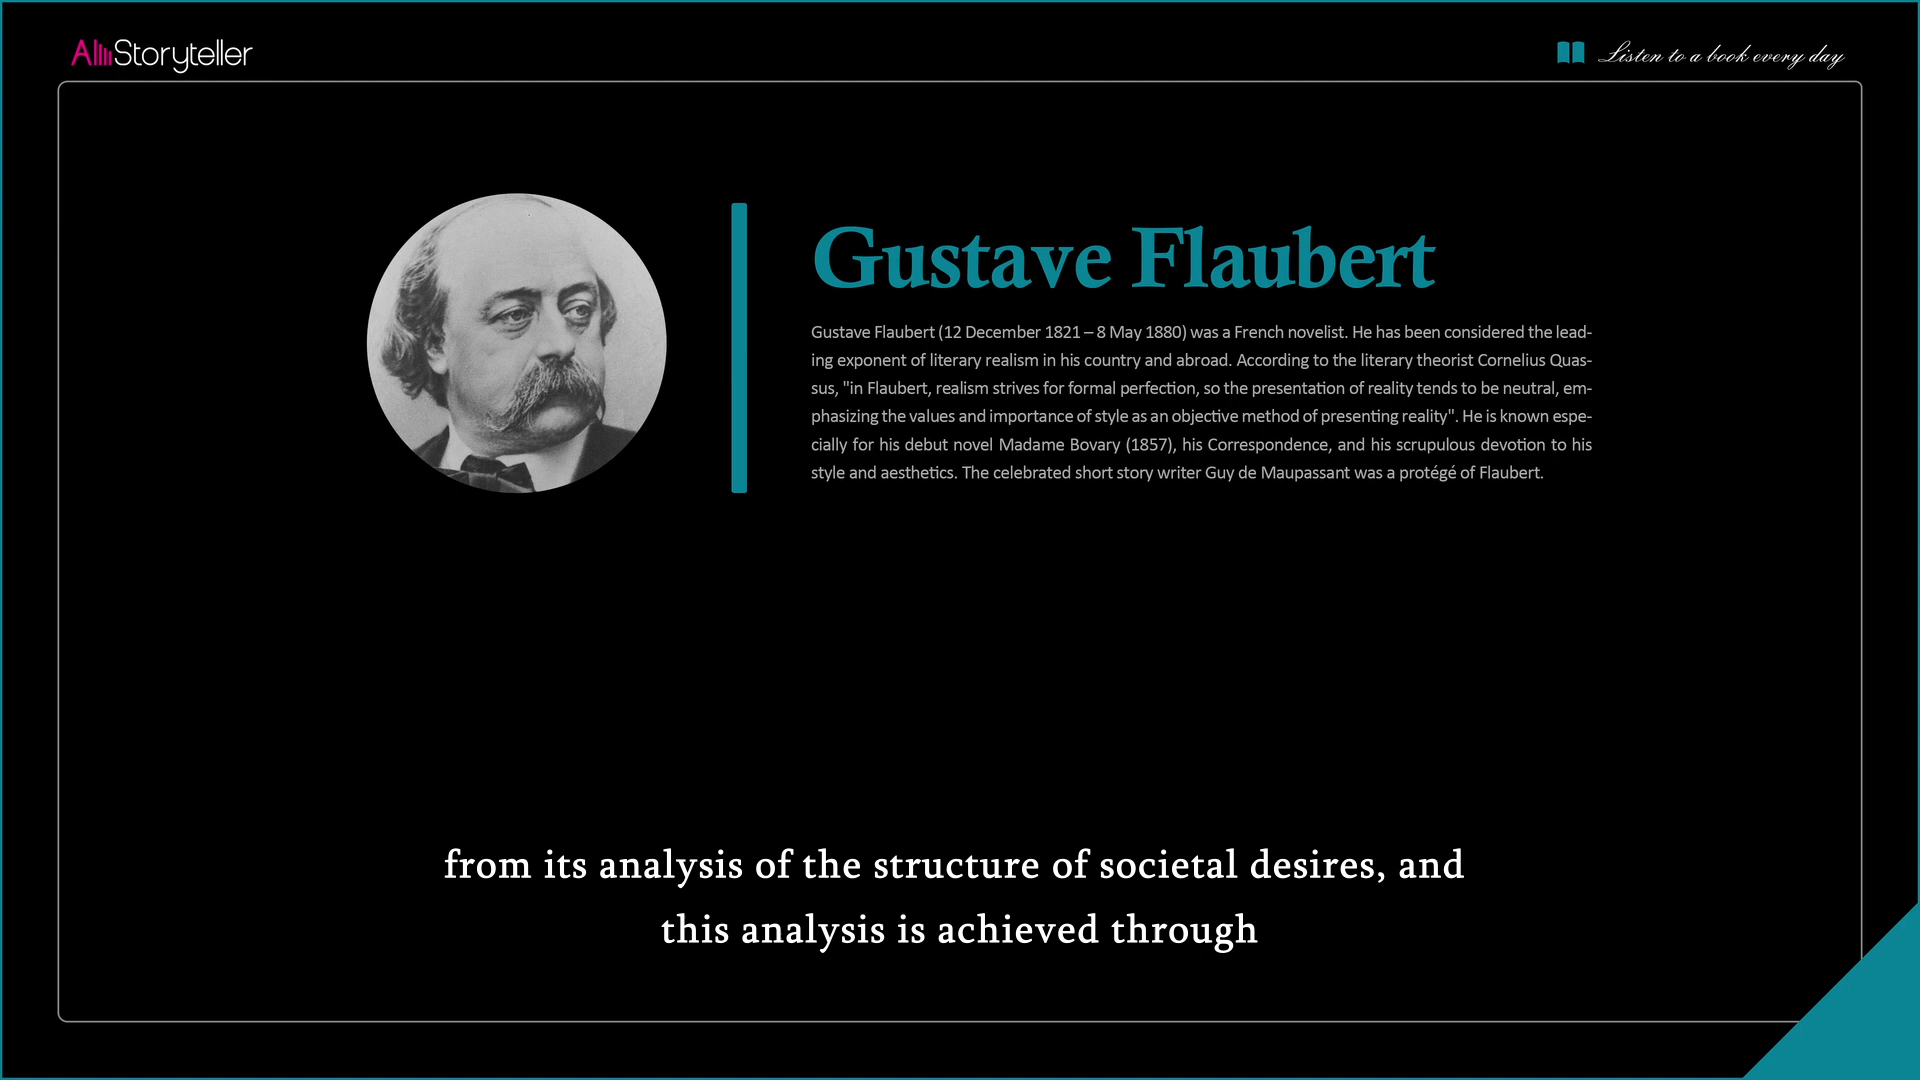 AllStoryteller
Listen to a book every day
Gustave Flaubert
Gustave Flaubert (12 December 1821 – 8 May 1880) was a French novelist. He has been considered the lead-
ing exponent of literary realism in his country and abroad. According to the literary theorist Cornelius Quas-
sus, "in Flaubert, realism strives for formal perfection, so the presentation of reality tends to be neutral, em-
phasizing the values and importance of style as an objective method of presenting reality". He is known espe-
cially for his debut novel Madame Bovary (1857), his Correspondence, and his scrupulous devotion to his
style and aesthetics. The celebrated short story writer Guy de Maupassant was a protégé of Flaubert.
from its analysis of the structure of societal desires, and
this analysis is achieved through